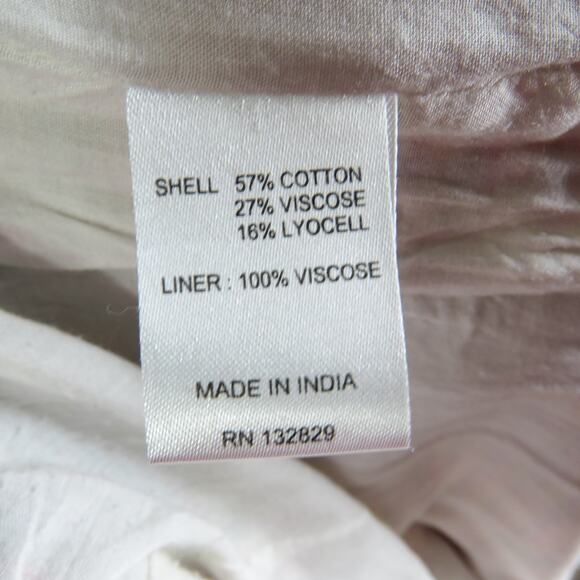 SHELL 57% COTTON
27% VISCOSE
16% LYOCELL
LINER : 100% VISCOSE
MADE IN INDIA
RN 132829